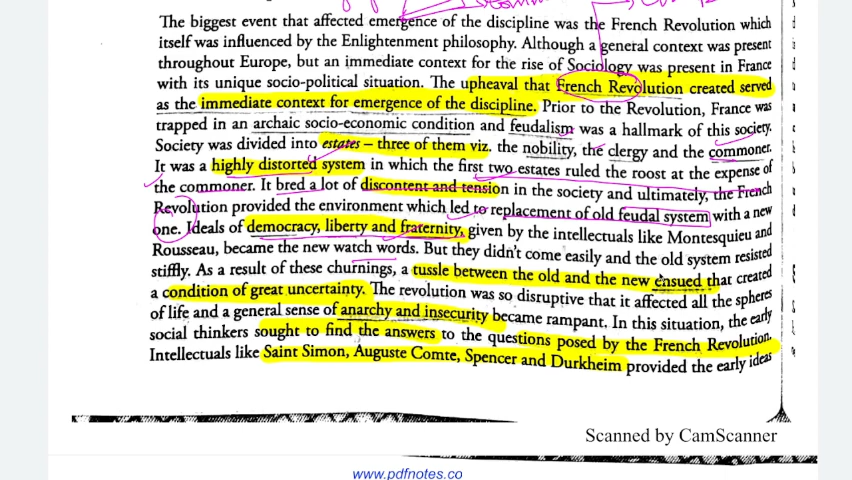 The biggest event that affected emergence of the discipline was the French Revolution which
itself was influenced by the Enlightenment philosophy. Although a general context was present
throughout Europe, but an immediate context for the rise of Sociology was present in France
with its unique socio-political situation. The upheaval that French Revolution created served
as the immediate context for emergence of the discipline. Prior to the Revolution, France was
trapped in an archaic socio-economic condition and feudalism was a hallmark of this society.
Society was divided into estates – three of them viz. the nobility, the clergy and the commoner.
It was a highly distorted system in which the first two estates ruled the roost at the expense of
the commoner. It bred a lot of discontent and tension in the society and ultimately, the French
Revolution provided the environment which led to replacement of old feudal system with a new
one. Ideals of democracy, liberty and fraternity, given by the intellectuals like Montesquieu and
Rousseau, became the new watch words. But they didn't come easily and the old system resisted
stiffly. As a result of these churnings, a tussle between the old and the new ensued that created
a condition of great uncertainty. The revolution was so disruptive that it affected all the spheres
of life and a general sense of anarchy and insecurity became rampant. In this situation, the early
social thinkers sought to find the answers to the questions posed by the French Revolution.
Intellectuals like Saint Simon, Auguste Comte, Spencer and Durkheim provided the early ideas
Scanned by CamScanner
www.pdfnotes.co